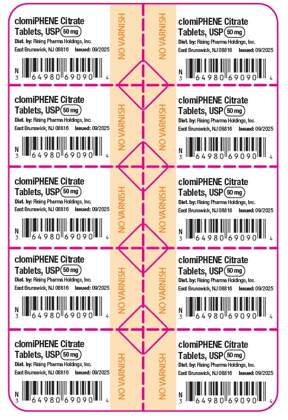 clomiPHENE Citrate
Tablets, USP 50 mg
Dist. by: Rising Pharma Holdings, Inc.
East Brunswick, NJ 08816 Issued: 09/2025
N
3 64980 69090 4
NO VARNISH
clomiPHENE Citrate
Tablets, USP 50 mg
Dist. by: Rising Pharma Holdings, Inc.
East Brunswick, NJ 08816 Issued: 09/2025
N
3 64980 69090 4
clomiPHENE Citrate
Tablets, USP 50 mg
Dist. by: Rising Pharma Holdings, Inc.
East Brunswick, NJ 08816 Issued: 09/2025
N
3 64980 69090 4
NO VARNISH
clomiPHENE Citrate
Tablets, USP 50 mg
Dist. by: Rising Pharma Holdings, Inc.
East Brunswick, NJ 08816 Issued: 09/2025
N
3 64980 69090 4
clomiPHENE Citrate
Tablets, USP 50 mg
Dist. by: Rising Pharma Holdings, Inc.
East Brunswick, NJ 08816 Issued: 09/2025
N
3 64980 69090 4
NO VARNISH
clomiPHENE Citrate
Tablets, USP 50 mg
Dist. by: Rising Pharma Holdings, Inc.
East Brunswick, NJ 08816 Issued: 09/2025
N
3 64980 69090 4
clomiPHENE Citrate
Tablets, USP 50 mg
Dist. by: Rising Pharma Holdings, Inc.
East Brunswick, NJ 08816 Issued: 09/2025
N
3 64980 69090 4
NO VARNISH
clomiPHENE Citrate
Tablets, USP 50 mg
Dist. by: Rising Pharma Holdings, Inc.
East Brunswick, NJ 08816 Issued: 09/2025
N
3 64980 69090 4
clomiPHENE Citrate
Tablets, USP 50 mg
Dist. by: Rising Pharma Holdings, Inc.
East Brunswick, NJ 08816 Issued: 09/2025
N
3 64980 69090 4
NO VARNISH
clomiPHENE Citrate
Tablets, USP 50 mg
Dist. by: Rising Pharma Holdings, Inc.
East Brunswick, NJ 08816 Issued: 09/2025
N
3 64980 69090 4